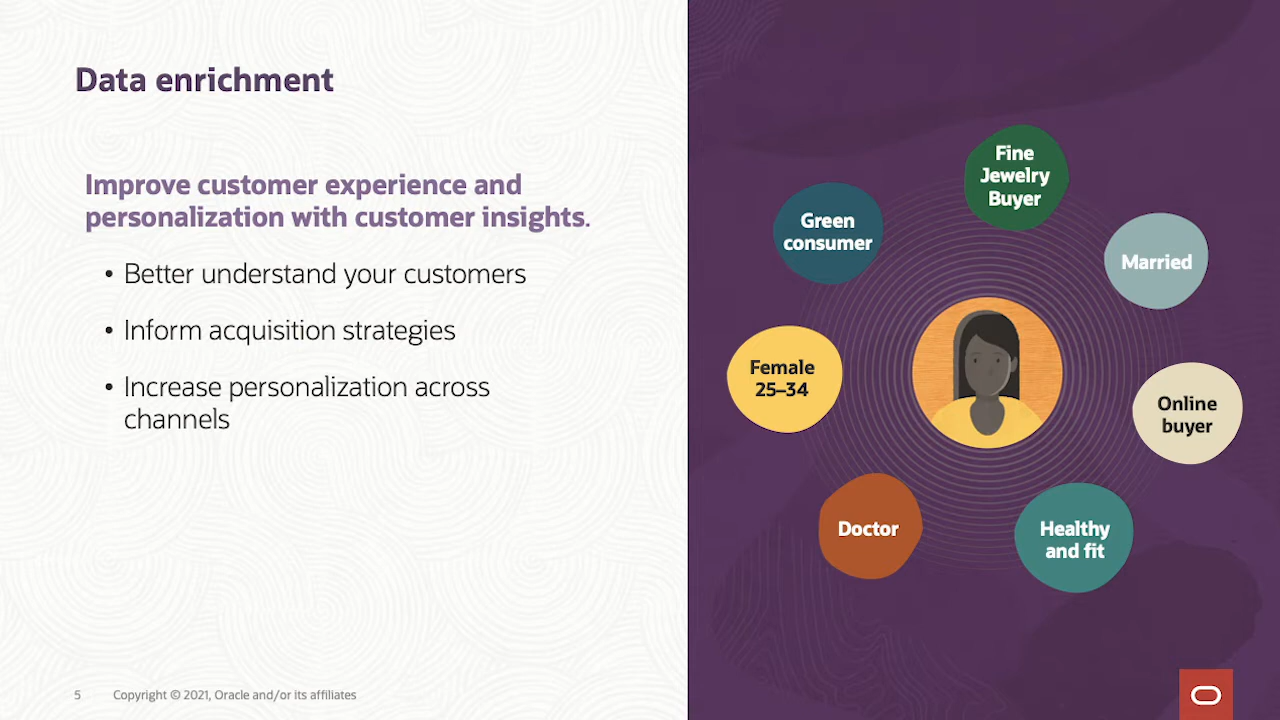 Data enrichment
Improve customer experience and
personalization with customer insights.
• Better understand your customers
• Inform acquisition strategies
• Increase personalization across
channels
Fine
Jewelry
Buyer
Green
consumer
Married
Female
25–34
Online
buyer
Doctor
Healthy
and fit
5 Copyright © 2021, Oracle and/or its affiliates